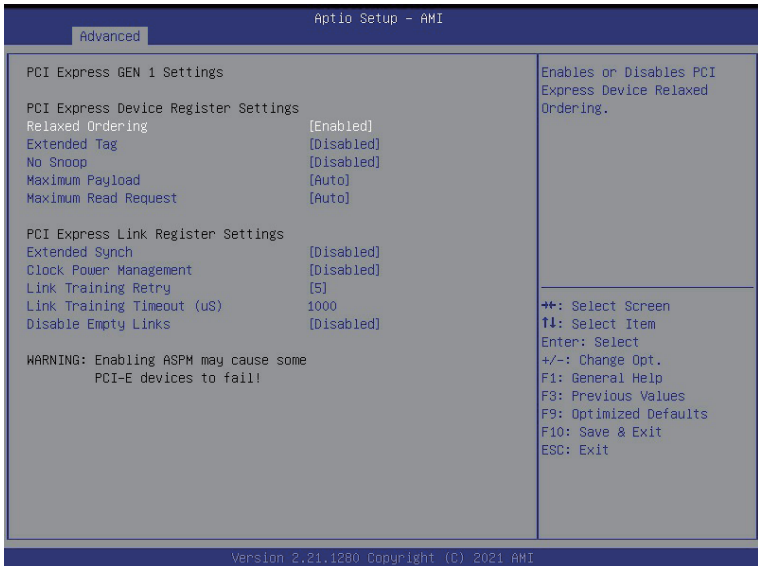 Aptio Setup – AMI
Advanced
PCI Express GEN 1 Settings
PCI Express Device Register Settings
Relaxed Ordering [Enabled]
Extended Tag [Disabled]
No Snoop [Disabled]
Maximum Payload [Auto]
Maximum Read Request [Auto]
PCI Express Link Register Settings
Extended Synch [Disabled]
Clock Power Management [Disabled]
Link Training Retry [5]
Link Training Timeout (uS) 1000
Disable Empty Links [Disabled]
WARNING: Enabling ASPM may cause some
PCI-E devices to fail!
Enables or Disables PCI
Express Device Relaxed
Ordering.
→←: Select Screen
↑↓: Select Item
Enter: Select
+/-: Change Opt.
F1: General Help
F3: Previous Values
F9: Optimized Defaults
F10: Save & Exit
ESC: Exit
Version 2.21.1280 Copyright (C) 2021 AMI